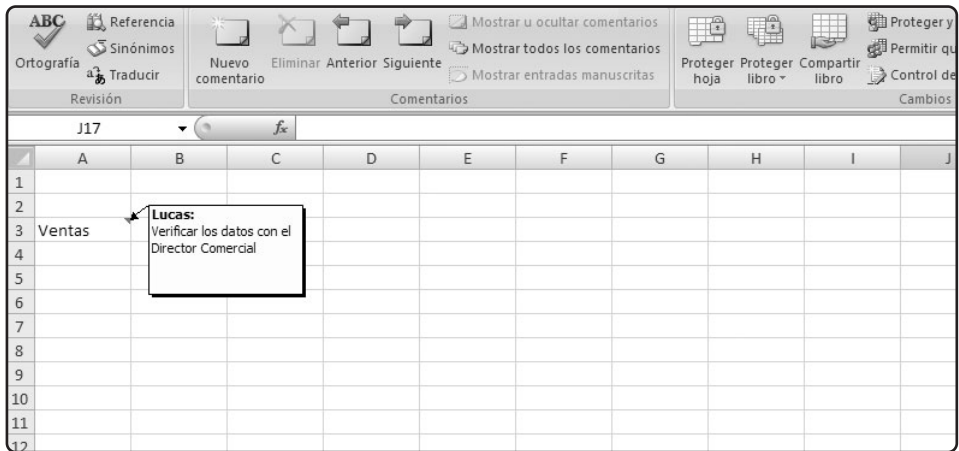 ABC
Ortografía
Referencia
Sinónimos
Traducir
Revisión
Nuevo
comentario
Eliminar
Anterior
Siguiente
Mostrar u ocultar comentarios
Mostrar todos los comentarios
Mostrar entradas manuscritas
Comentarios
Proteger
hoja
Proteger
libro
Compartir
libro
Proteger y
Permitir qu
Control de
Cambios
J17
fx
A B C D E F G H I J
1
2
3 Ventas
Lucas:
Verificar los datos con el
Director Comercial
4
5
6
7
8
9
10
11
12